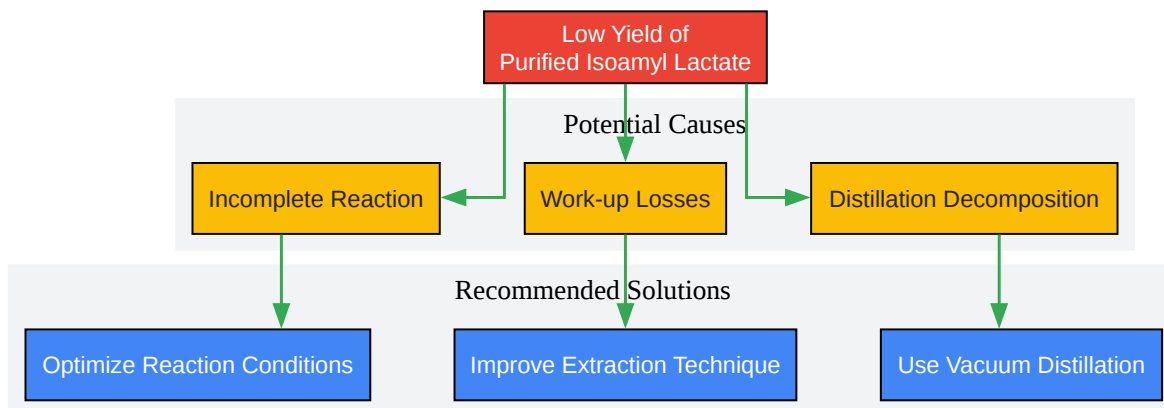 Low Yield of
Purified Isoamyl Lactate
Potential Causes
Incomplete Reaction
Work-up Losses
Distillation Decomposition
Recommended Solutions
Optimize Reaction Conditions
Improve Extraction Technique
Use Vacuum Distillation